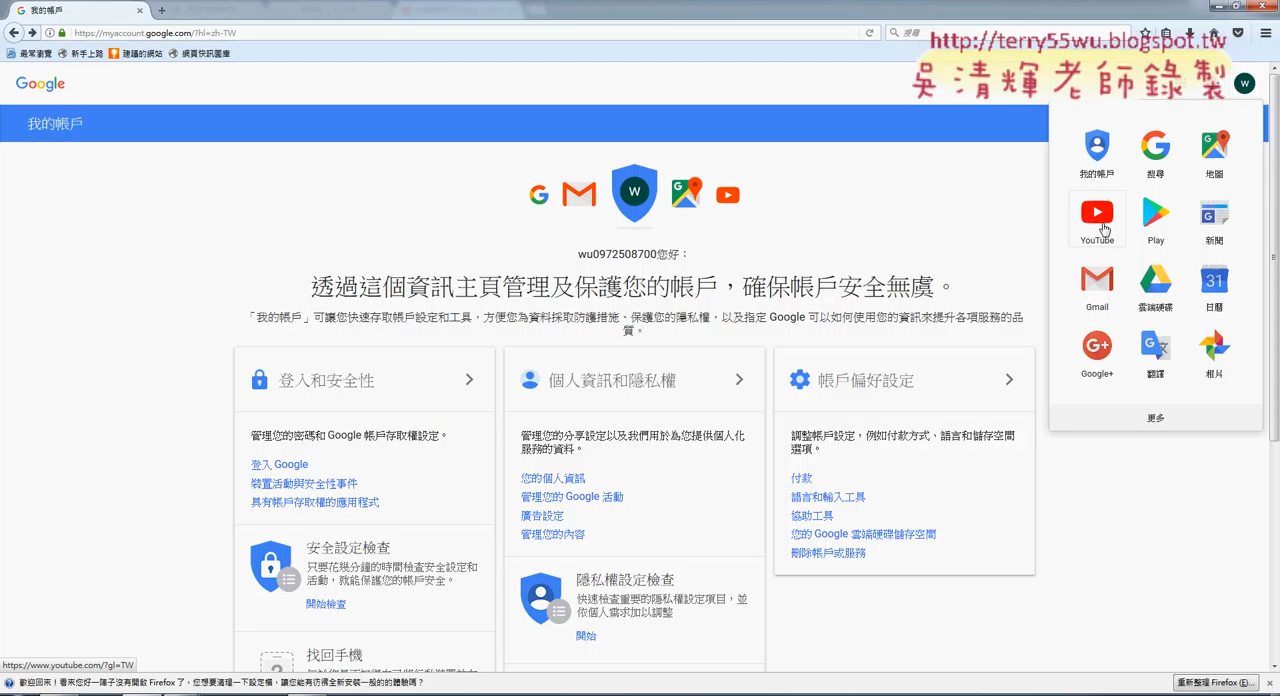 我的帳戶
https://myaccount.google.com/?hl=zh-TW
搜尋
最常瀏覽 新手上路 建議的網站 網頁快訊圖庫
http://terry55wu.blogspot.tw
吳清輝老師錄製
Google
W
我的帳戶
我的帳戶 搜尋 地圖
YouTube Play 新聞
Gmail 雲端硬碟 日曆
31
Google+ 翻譯 相片
更多
W
wu0972508700您好：
透過這個資訊主頁管理及保護您的帳戶，確保帳戶安全無虞。
「我的帳戶」可讓您快速存取帳戶設定和工具，方便您為資料採取防護措施、保護您的隱私權，以及指定 Google 可以如何使用您的資訊來提升各項服務的品
質。
登入和安全性
管理您的密碼和 Google 帳戶存取權設定。
登入 Google
裝置活動與安全性事件
具有帳戶存取權的應用程式
安全設定檢查
只要花幾分鐘的時間檢查安全設定和
活動，就能保護您的帳戶安全。
開始檢查
找回手機
個人資訊和隱私權
管理您的分享設定以及我們用於為您提供個人化
服務的資料。
您的個人資訊
管理您的 Google 活動
廣告設定
管理您的內容
隱私權設定檢查
快速檢查重要的隱私權設定項目，並
依個人需求加以調整
開始
帳戶偏好設定
調整帳戶設定，例如付款方式、語言和儲存空間
選項。
付款
語言和輸入工具
協助工具
您的 Google 雲端硬碟儲存空間
刪除帳戶或服務
https://www.youtube.com/?gl=TW
歡迎回來！看來您好一陣子沒有開啟 Firefox 了，您想要清理一下設定檔，讓您能有彷彿全新安裝一般的的體驗嗎？
重新整理 Firefox (E)...